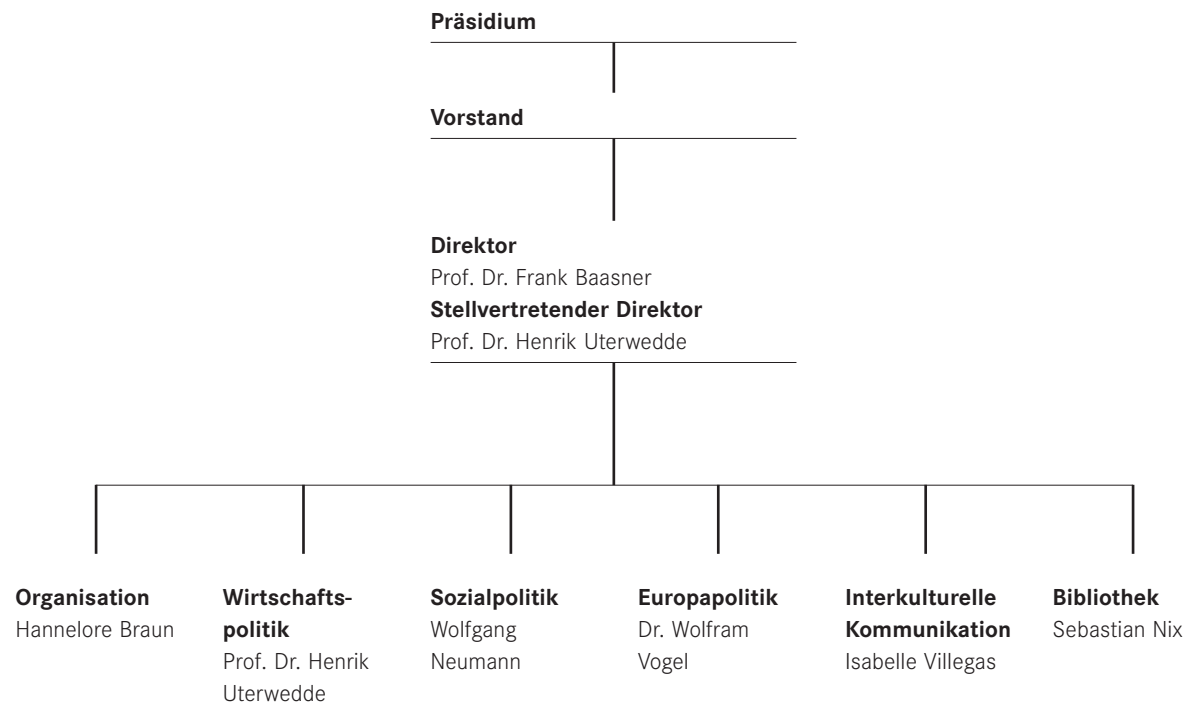 Präsidium
Vorstand
Direktor
Prof. Dr. Frank Baasner
Stellvertretender Direktor
Prof. Dr. Henrik Uterwedde
Organisation
Hannelore Braun
Wirtschafts-
politik
Prof. Dr. Henrik
Uterwedde
Sozialpolitik
Wolfgang
Neumann
Europapolitik
Dr. Wolfram
Vogel
Interkulturelle
Kommunikation
Isabelle Villegas
Bibliothek
Sebastian Nix